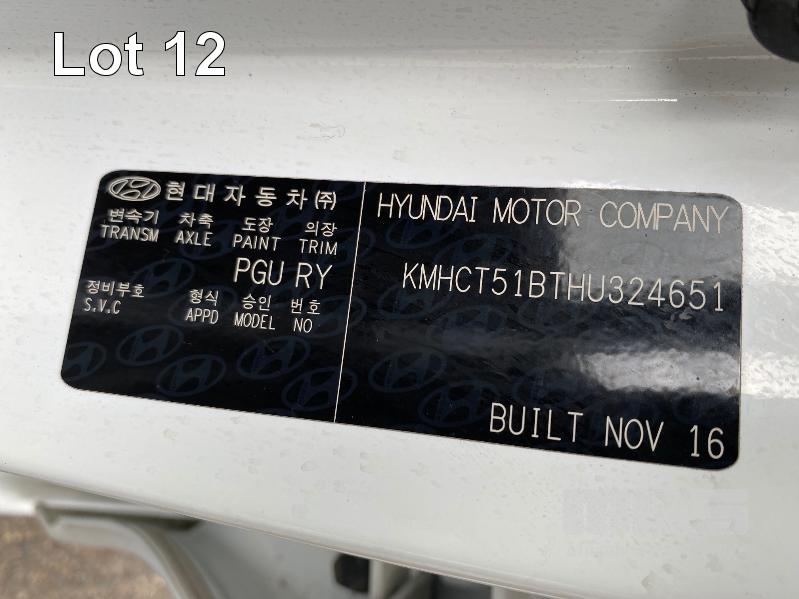 Lot 12
현대자동차㈜
변속기 차축 도장 의장
TRANSM AXLE PAINT TRIM
PGU RY
정비부호 형식 승인 번호
S.V.C APPD MODEL NO
HYUNDAI MOTOR COMPANY
KMHCT51BTHU324651
BUILT NOV 16